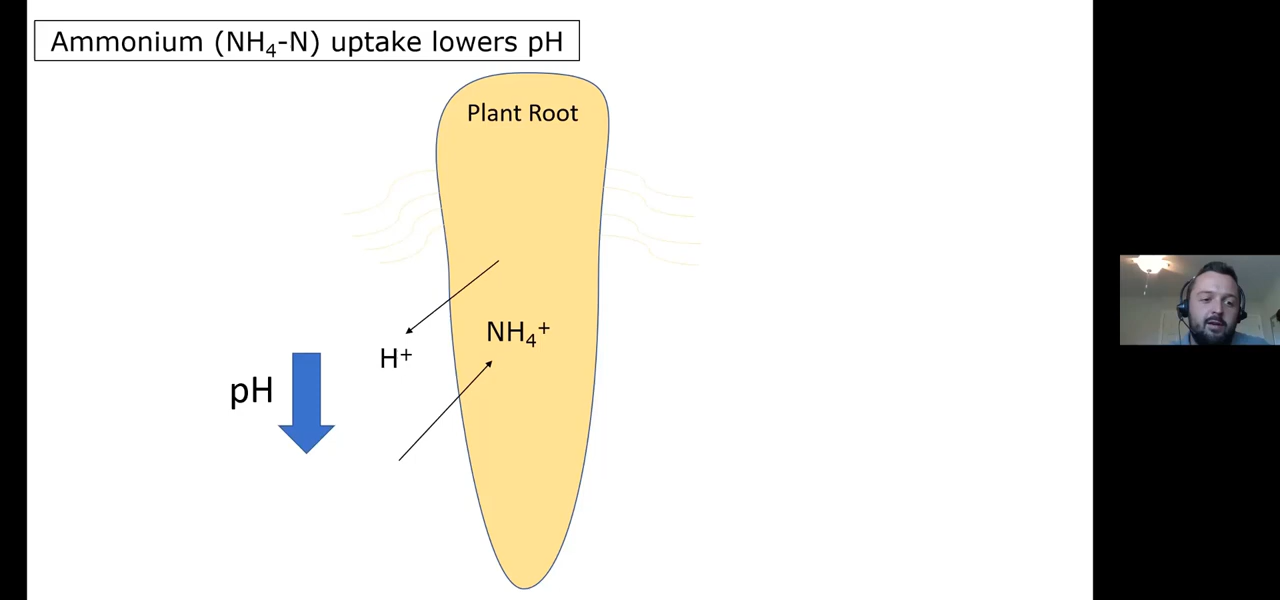 Ammonium (NH₄-N) uptake lowers pH
Plant Root
NH₄⁺
H⁺
pH